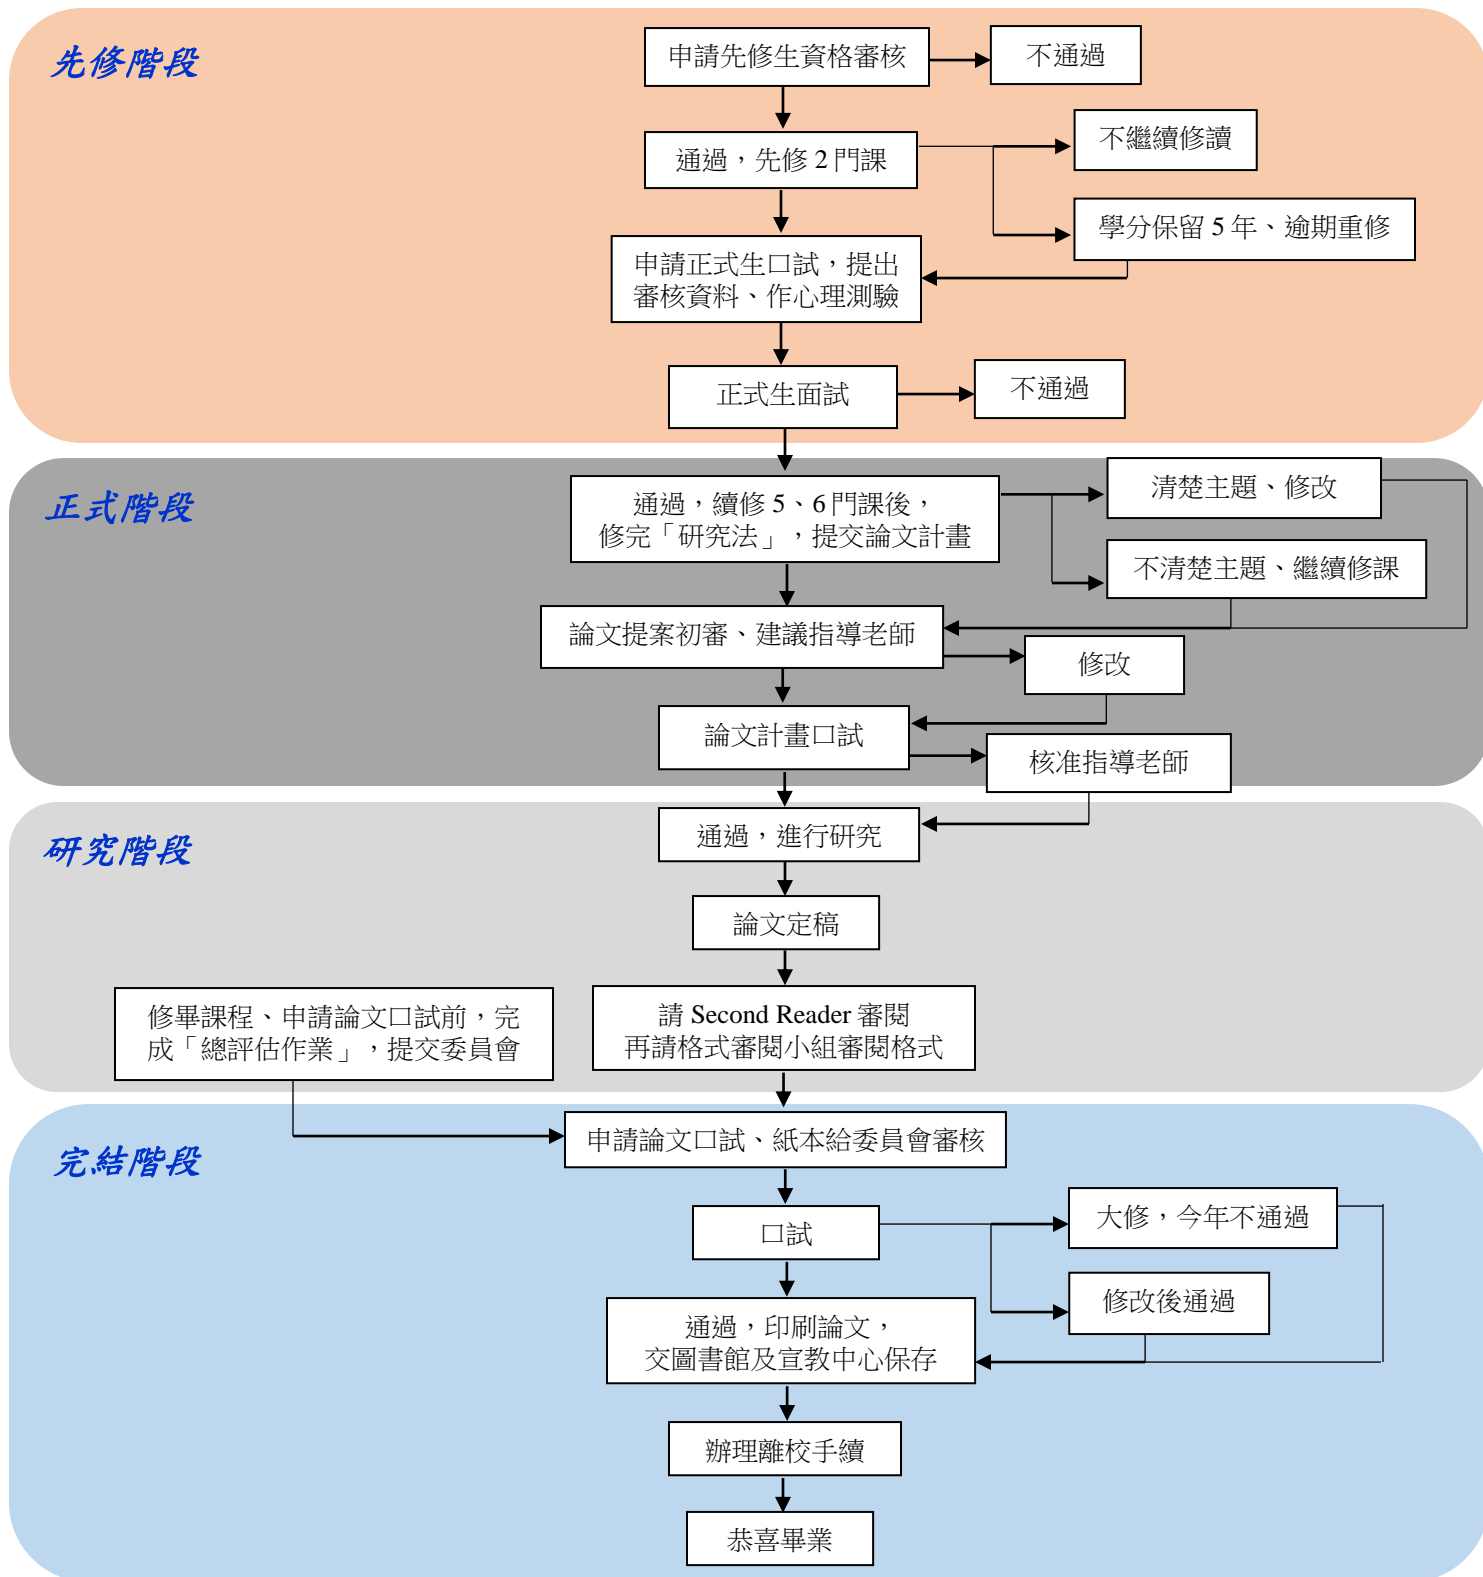 先修階段
申請先修生資格審核
不通過
通過，先修 2 門課
不繼續修讀
學分保留 5 年、逾期重修
申請正式生口試，提出
審核資料、作心理測驗
正式生面試
不通過
正式階段
通過，續修 5、6 門課後，
修完「研究法」，提交論文計畫
清楚主題、修改
不清楚主題、繼續修課
論文提案初審、建議指導老師
修改
論文計畫口試
核准指導老師
研究階段
通過，進行研究
論文定稿
修畢課程、申請論文口試前，完
成「總評估作業」，提交委員會
請 Second Reader 審閱
再請格式審閱小組審閱格式
完結階段
申請論文口試、紙本給委員會審核
口試
大修，今年不通過
修改後通過
通過，印刷論文，
交圖書館及宣教中心保存
辦理離校手續
恭喜畢業